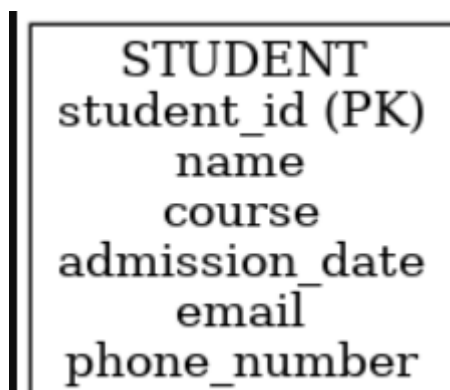 STUDENT
student_id (PK)
name
course
admission_date
email
phone_number